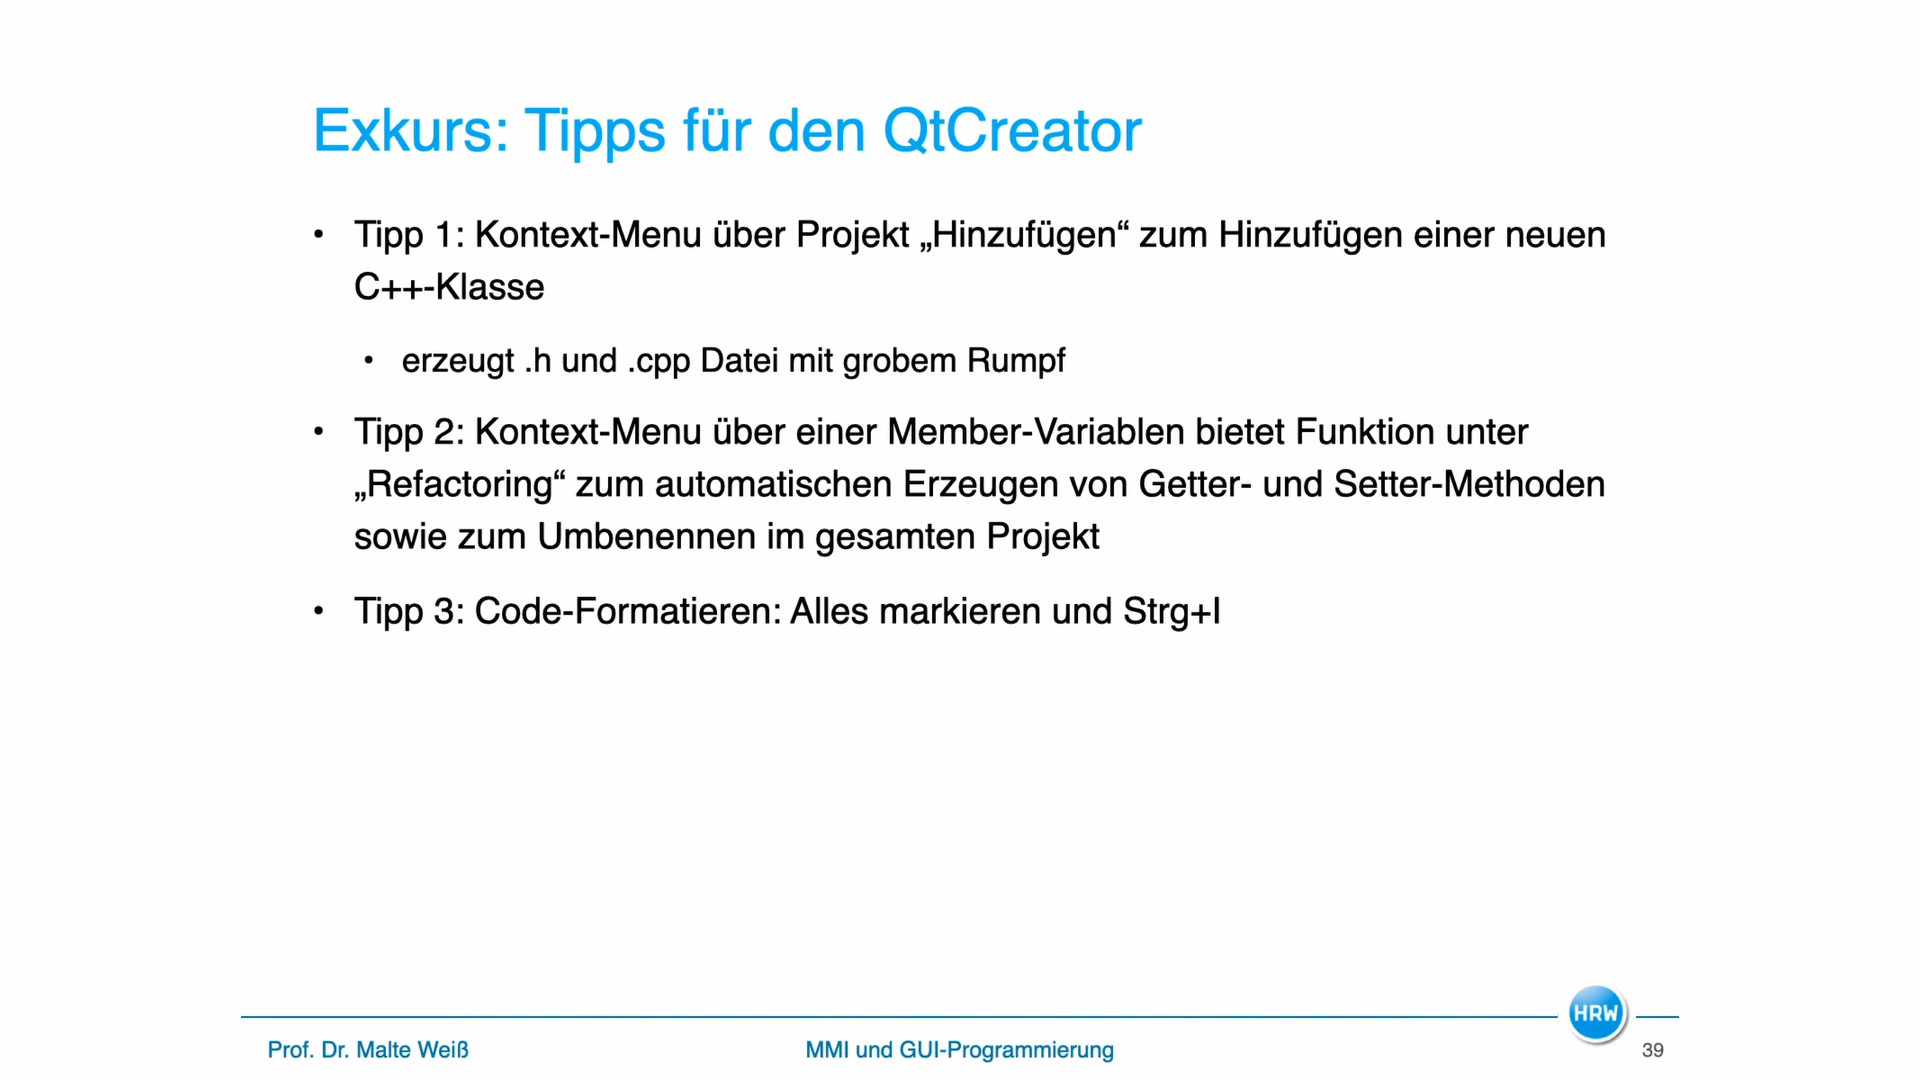 Exkurs: Tipps für den QtCreator
• Tipp 1: Kontext-Menu über Projekt „Hinzufügen“ zum Hinzufügen einer neuen
C++-Klasse
• erzeugt .h und .cpp Datei mit grobem Rumpf
• Tipp 2: Kontext-Menu über einer Member-Variablen bietet Funktion unter
„Refactoring“ zum automatischen Erzeugen von Getter- und Setter-Methoden
sowie zum Umbenennen im gesamten Projekt
• Tipp 3: Code-Formatieren: Alles markieren und Strg+I
HRW
Prof. Dr. Malte Weiß
MMI und GUI-Programmierung
39